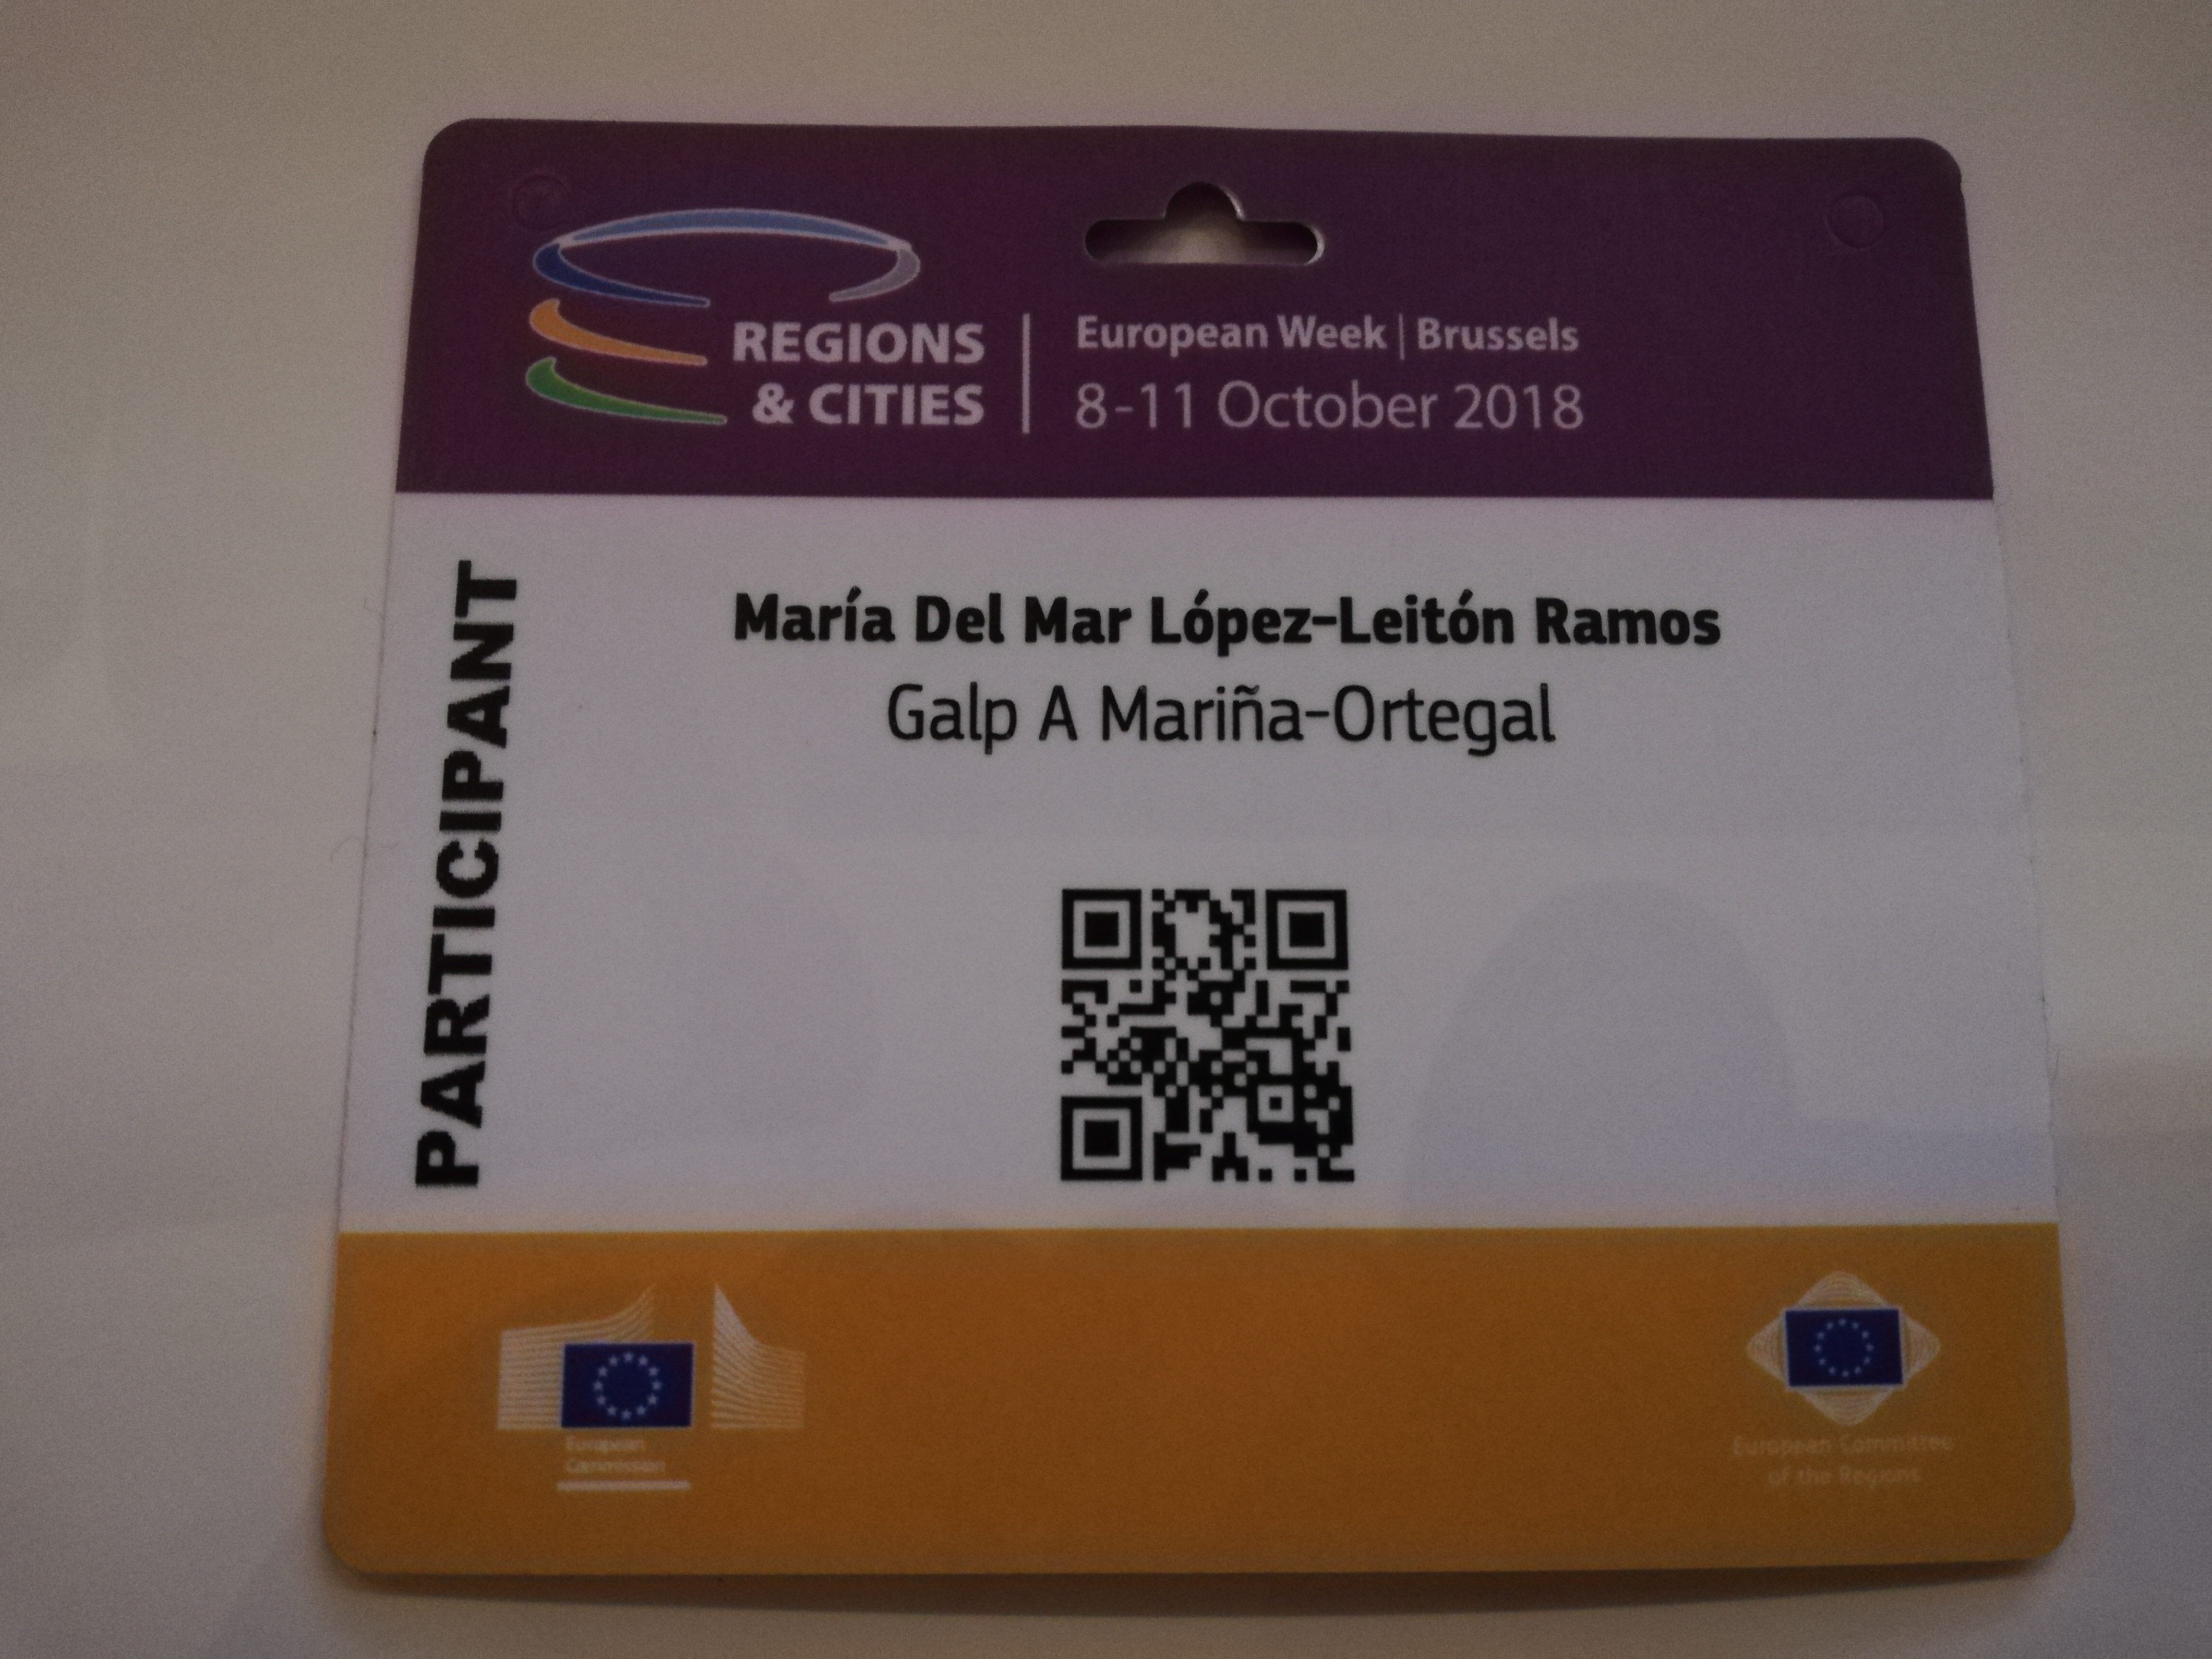 REGIONS
& CITIES
European Week | Brussels
8-11 October 2018
PARTICIPANT
María Del Mar López-Leitón Ramos
Galp A Mariña-Ortegal
European
Commission
European Committee
of the Regions